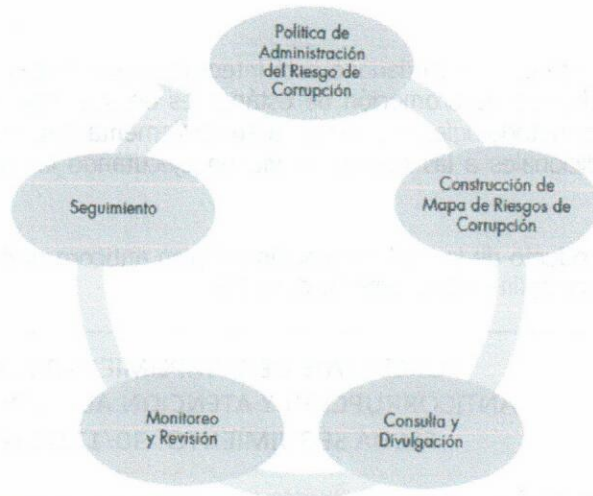 Política de
Administración
del Riesgo de
Corrupción
Construcción de
Mapa de Riesgos de
Corrupción
Consulta y
Divulgación
Monitoreo
y Revisión
Seguimiento